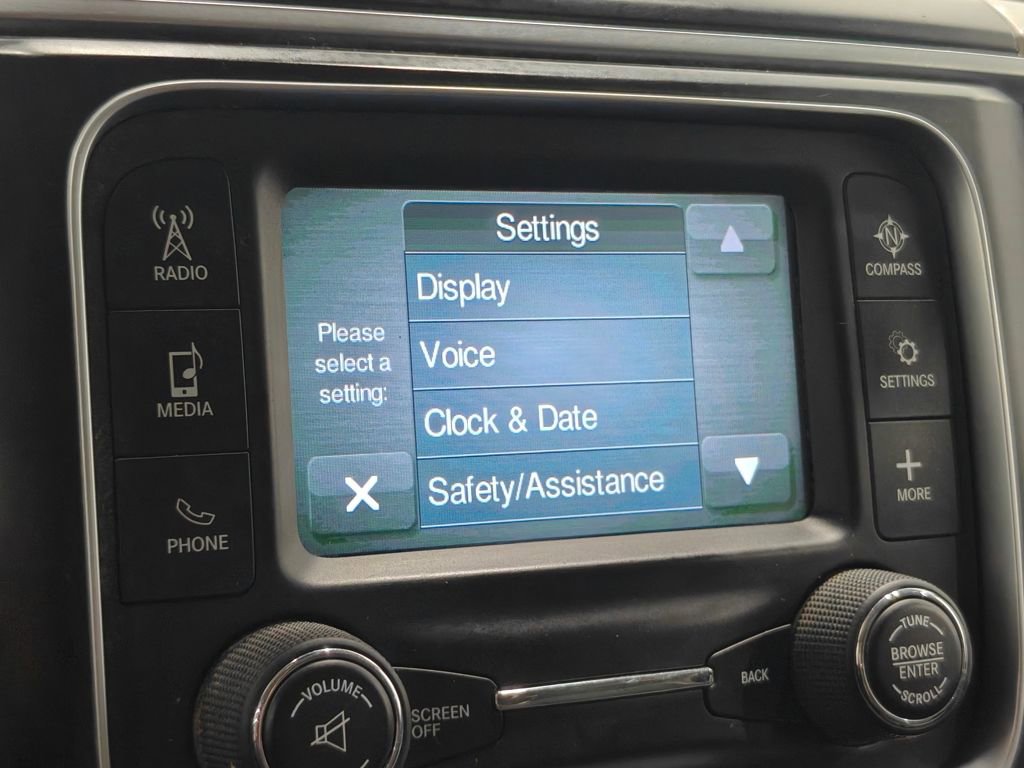 RADIO
MEDIA
PHONE
Settings
Please
select a
setting:
Display
Voice
Clock & Date
Safety/Assistance
N
COMPASS
SETTINGS
MORE
VOLUME
SCREEN
OFF
BACK
TUNE
BROWSE
ENTER
SCROLL